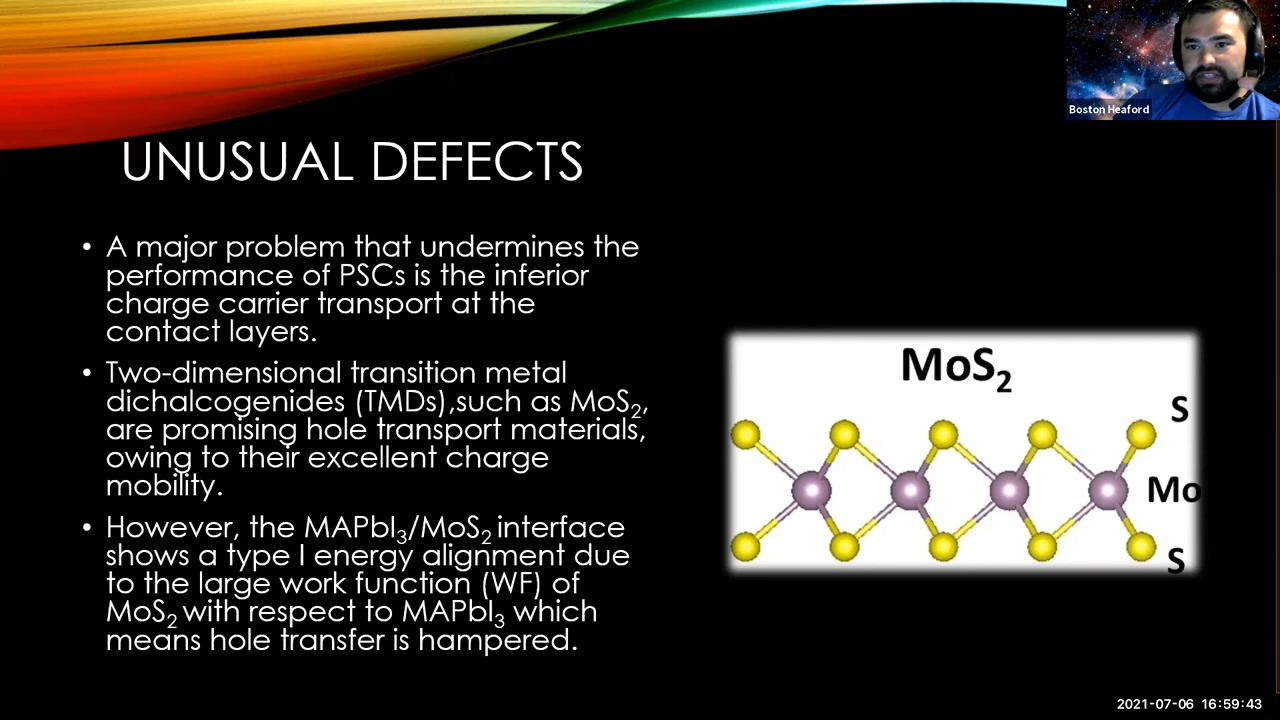 Boston Heaford
UNUSUAL DEFECTS
• A major problem that undermines the
performance of PSCs is the inferior
charge carrier transport at the
contact layers.
• Two-dimensional transition metal
dichalcogenides (TMDs),such as MoS₂,
are promising hole transport materials,
owing to their excellent charge
mobility.
• However, the MAPbI₃/MoS₂ interface
shows a type I energy alignment due
to the large work function (WF) of
MoS₂ with respect to MAPbI₃ which
means hole transfer is hampered.
MoS₂
S
Mo
S
2021-07-06 16:59:43